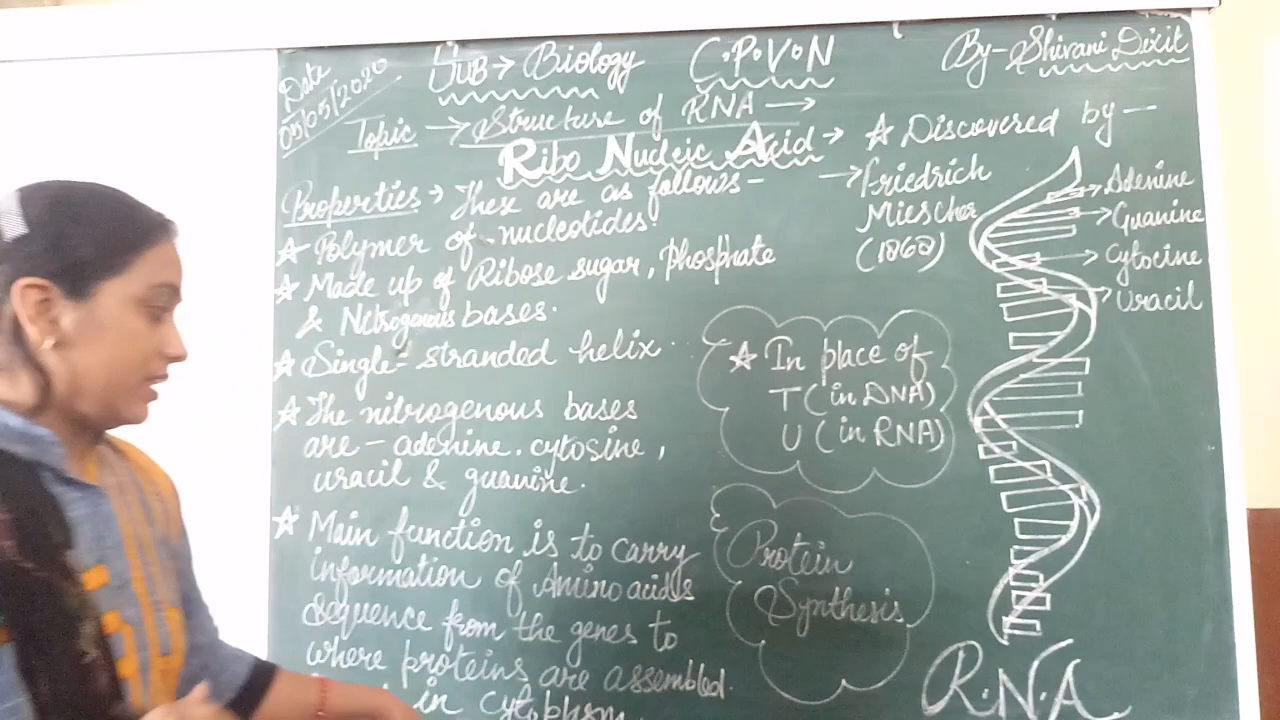 Date
05/05/2020
Sub → Biology
C.P.V.N
By- Shivani Dixit
Topic → Structure of RNA →
Ribo Nucleic Acid →
Properties → These are as follows-
☆ Polymer of nucleotides.
☆ Made up of Ribose sugar, phosphate
& Nitrogenous bases.
☆ Single-stranded helix.
☆ The nitrogenous bases
are - adenine, cytosine,
uracil & guanine.
☆ Main function is to carry
information of Amino acids
sequence from the genes to
where proteins are assembled.
in cytoplasm.
☆ Discovered by -
→ Friedrich
Miescher
(1868)
☆ In place of
T (in DNA)
U (in RNA)
Protein
Synthesis
Adenine
Guanine
Cytocine
Uracil
R.N.A